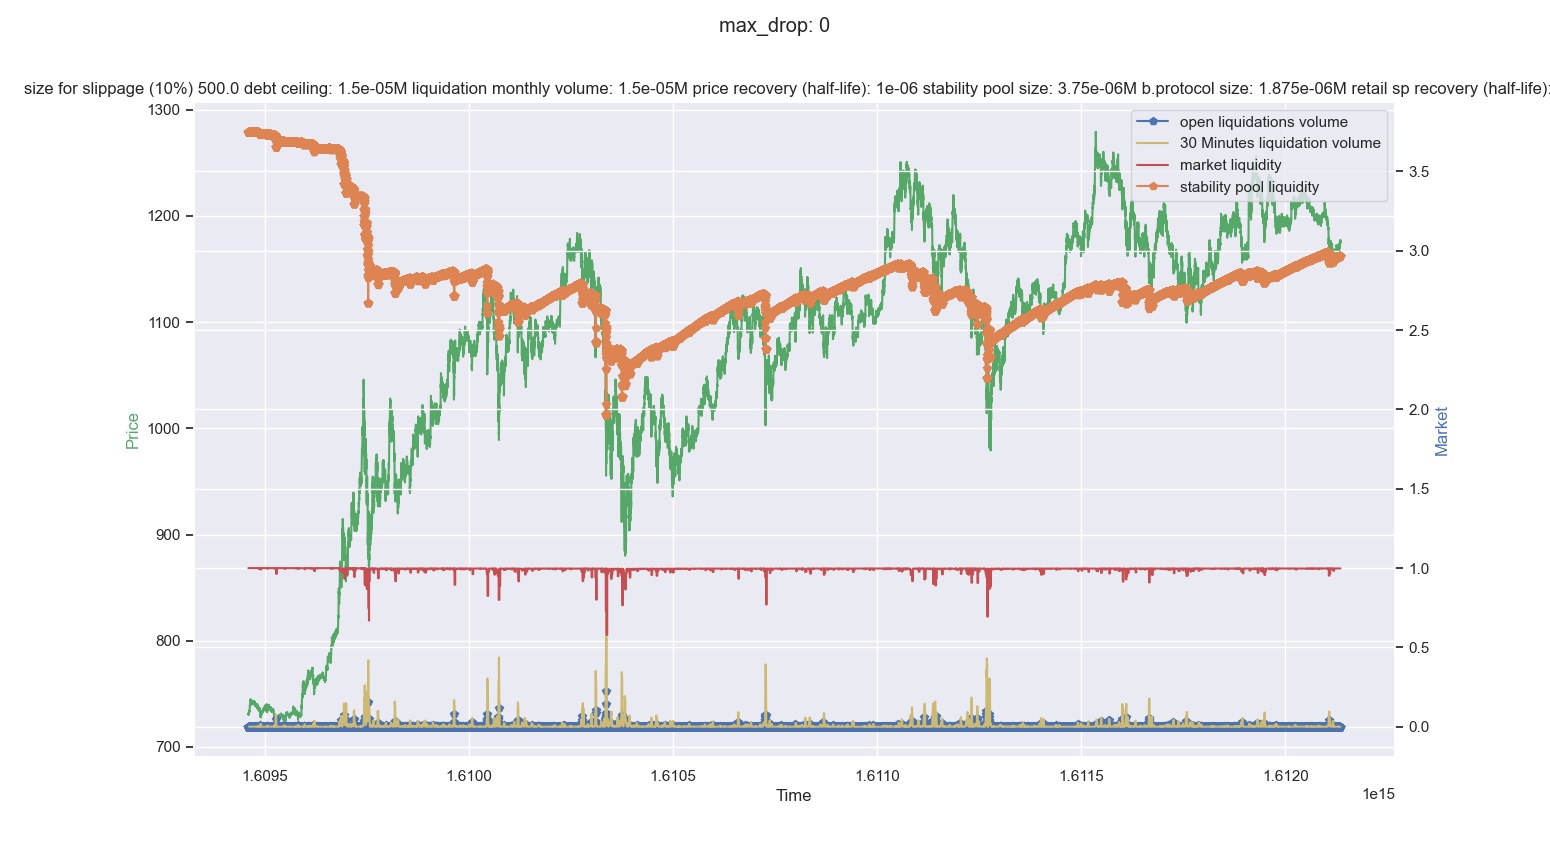 max_drop: 0
size for slippage (10%) 500.0 debt ceiling: 1.5e-05M liquidation monthly volume: 1.5e-05M price recovery (half-life): 1e-06 stability pool size: 3.75e-06M b.protocol size: 1.875e-06M retail sp recovery (half-life):
open liquidations volume
30 Minutes liquidation volume
market liquidity
stability pool liquidity
1300
1200
1100
1000
900
800
700
Price
3.5
3.0
2.5
2.0
1.5
1.0
0.5
0.0
Market
1.6095 1.6100 1.6105 1.6110 1.6115 1.6120
1e15
Time